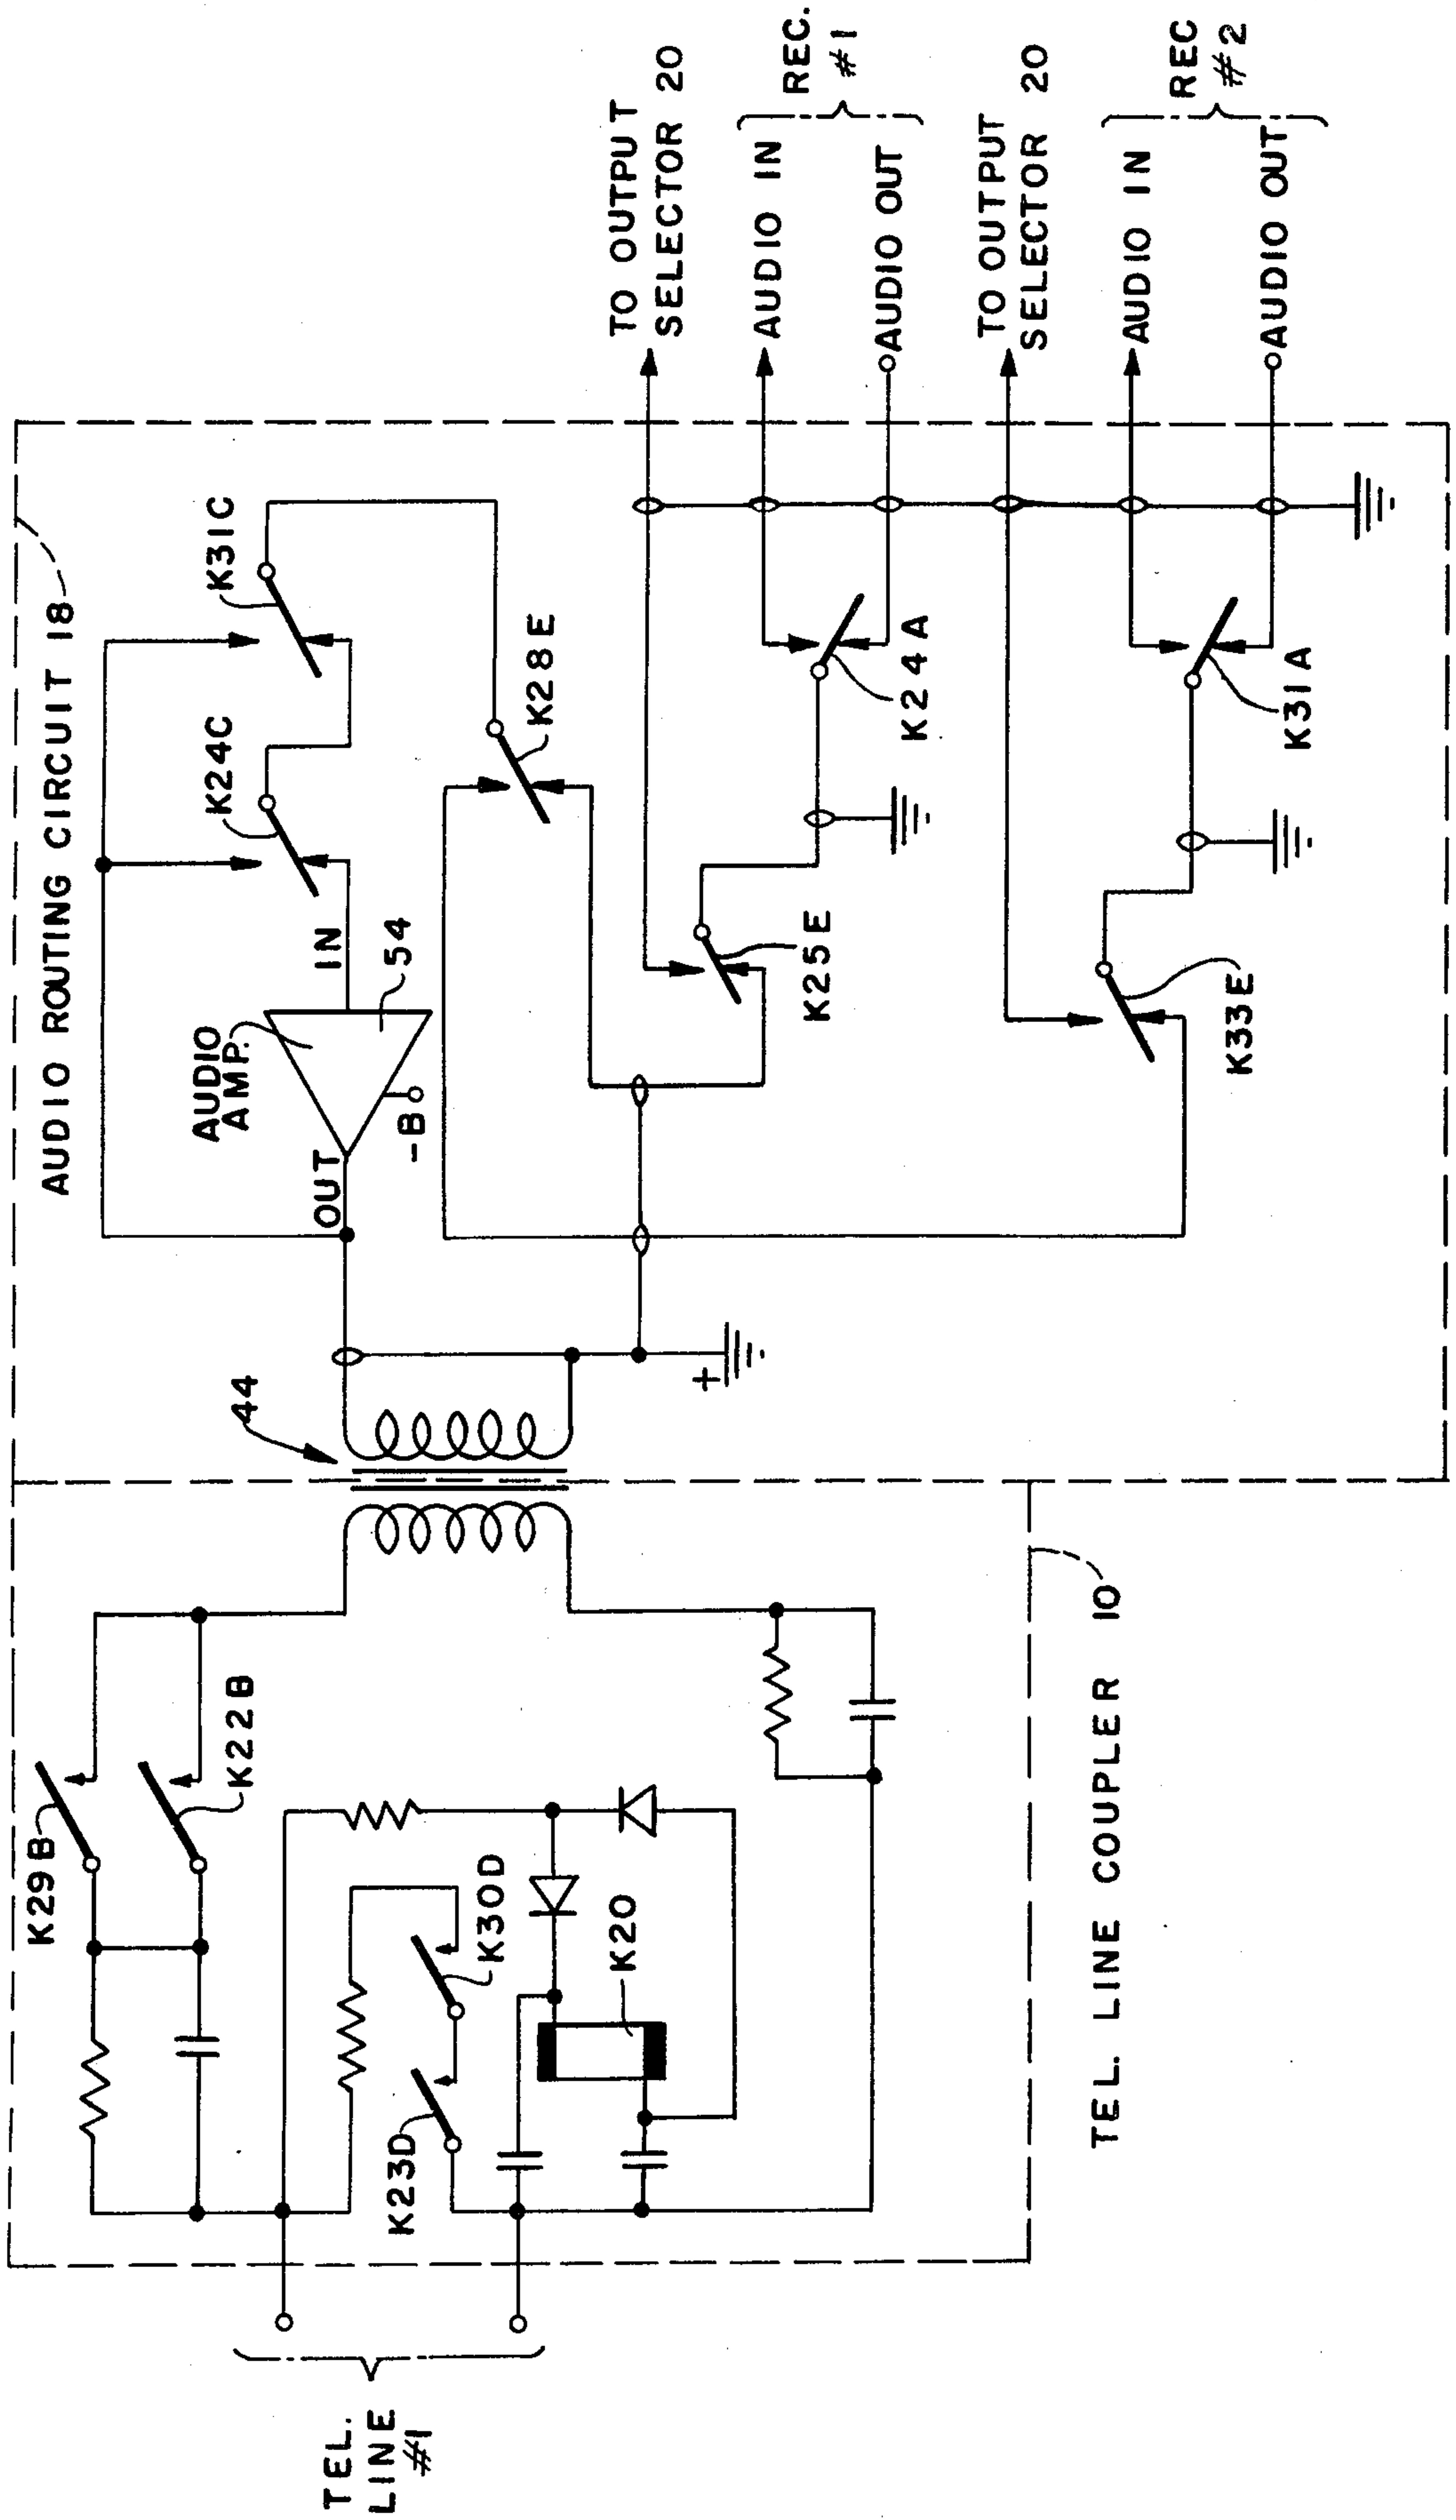 AUDIO ROUTING CIRCUIT 18
TEL.
LINE
#1
K29B
K22B
K23D
K30D
K20
TEL. LINE COUPLER 10
44
OUT
AUDIO
AMP.
IN
54
-B
+
K24C
K31C
K28E
K25E
K24A
K33E
K31A
TO OUTPUT
SELECTOR 20
AUDIO IN
AUDIO OUT
REC.
#1
TO OUTPUT
SELECTOR 20
AUDIO IN
AUDIO OUT
REC
#2